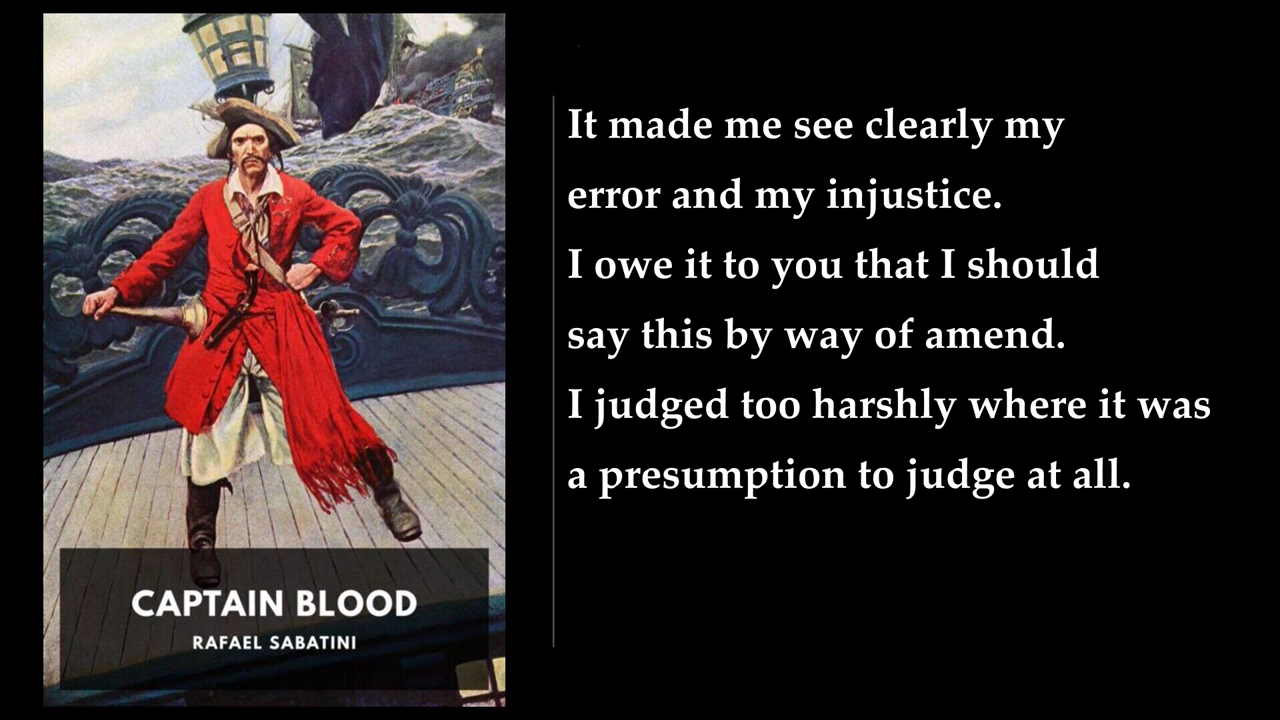 CAPTAIN BLOOD
RAFAEL SABATINI
It made me see clearly my
error and my injustice.
I owe it to you that I should
say this by way of amend.
I judged too harshly where it was
a presumption to judge at all.